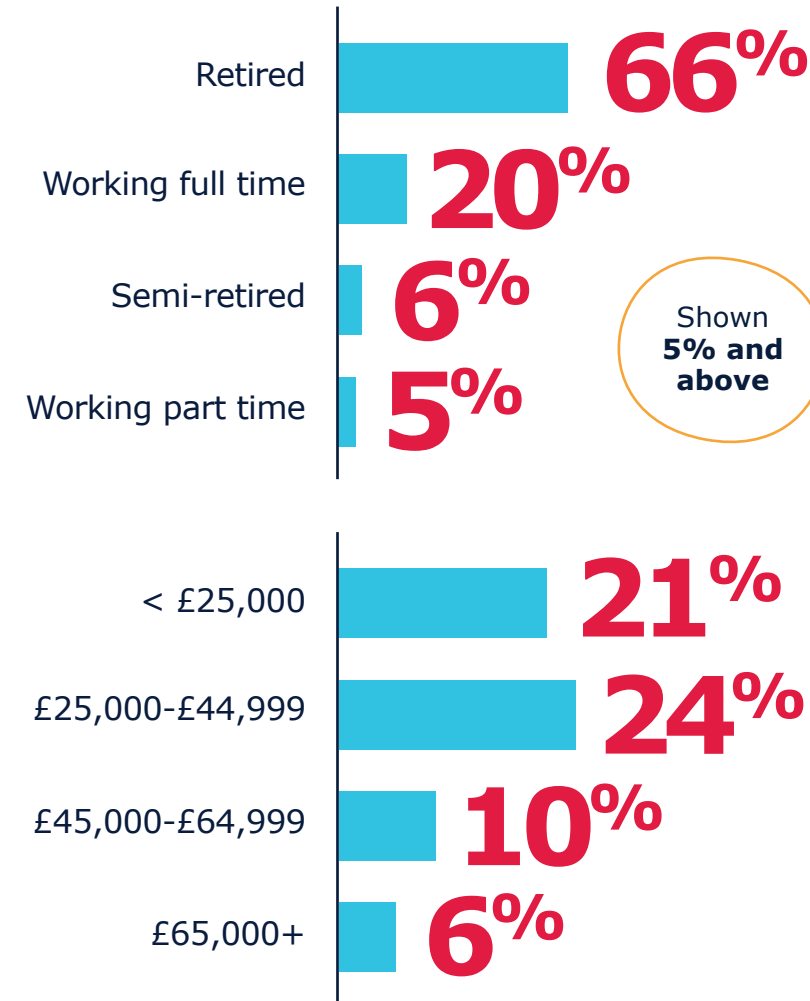 Retired 66%
Working full time 20%
Semi-retired 6%
Working part time 5%
Shown
5% and
above
< £25,000 21%
£25,000-£44,999 24%
£45,000-£64,999 10%
£65,000+ 6%